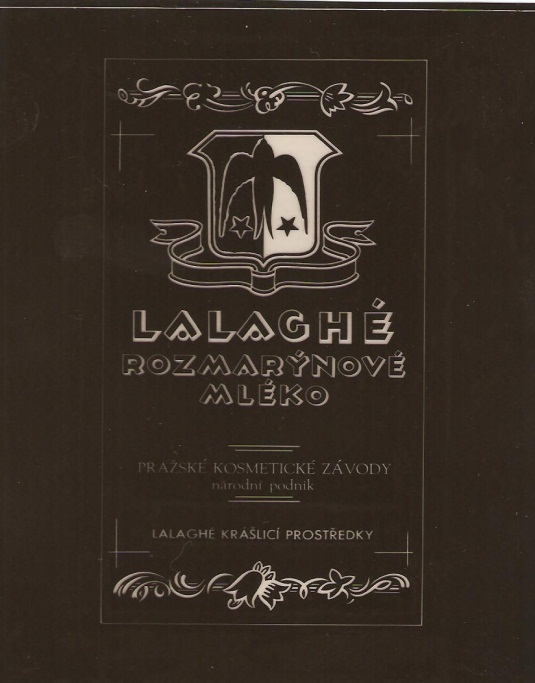 LALAGHÉ
ROZMARÝNOVÉ
MLÉKO
PRAŽSKÉ KOSMETICKÉ ZÁVODY
národní podnik
LALAGHÉ KRÁŠLICÍ PROSTŘEDKY